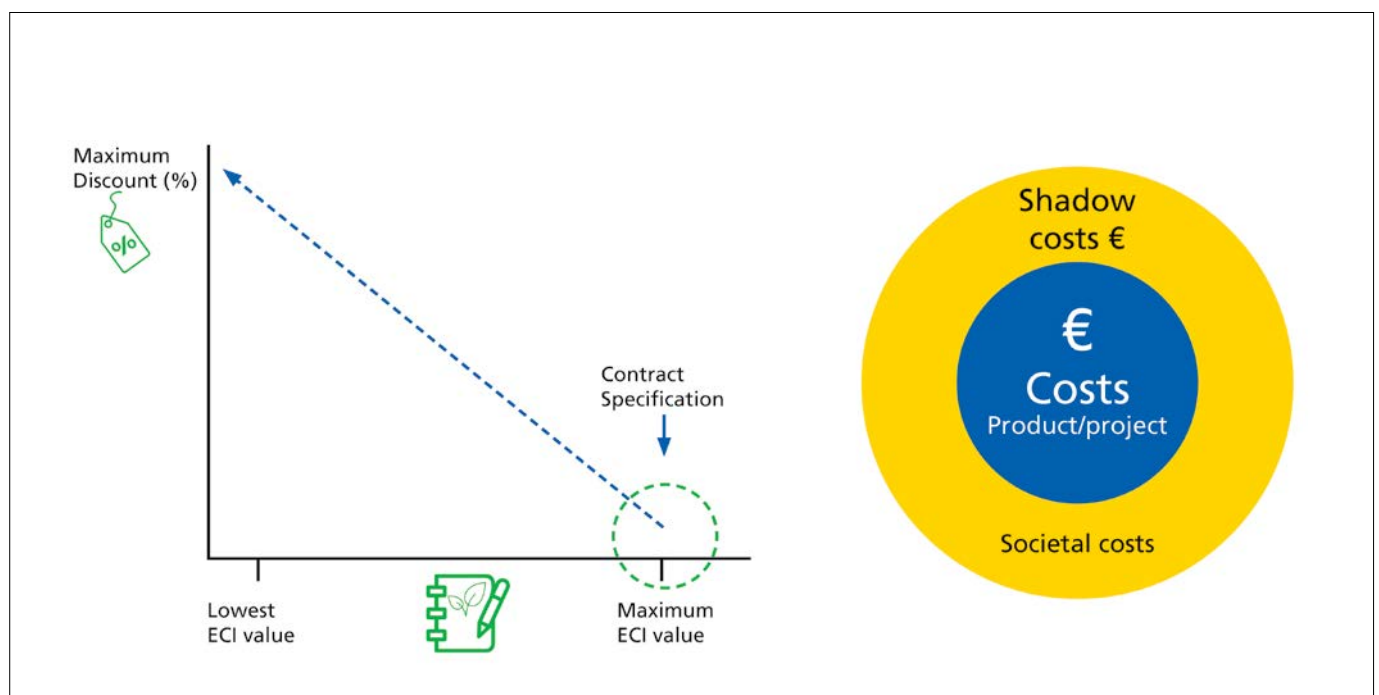 Maximum
Discount (%)
%
Contract
Specification
Lowest
ECI value
Maximum
ECI value
Shadow
costs €
€
Costs
Product/project
Societal costs